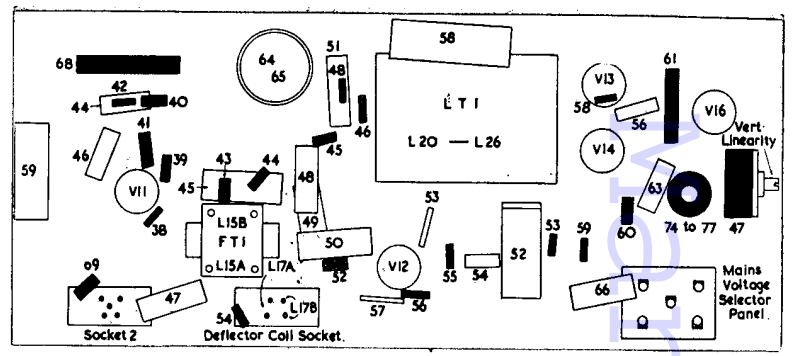 58
51
61
68
64
65
48
V13
42
LT1
58
56
V16
44
40
46
Vert.
Linearity
41
L20 — L26
45
V14
46
39
43
44
59
48
63
V11
45
53
38
49
60
74 to 77
47
L15B
FT1
50
53
59
52
L15A
L17A
52
V12
55
54
09
66
Mains
Voltage
Selector
Panel
47
L17B
57
56
54
Socket 2
Deflector Coil Socket.
Mar